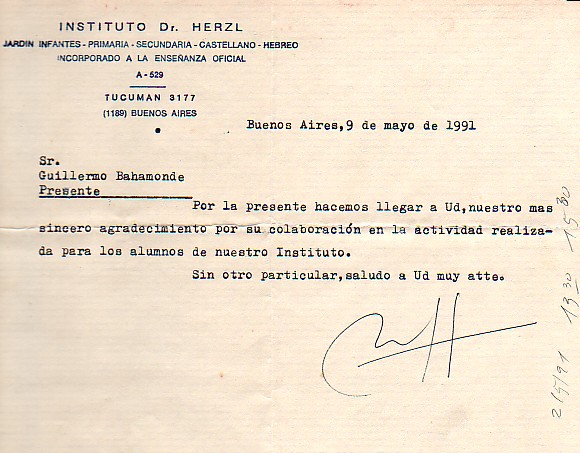 INSTITUTO Dr. HERZL
JARDIN INFANTES - PRIMARIA - SECUNDARIA - CASTELLANO - HEBREO
INCORPORADO A LA ENSEÑANZA OFICIAL
A - 529
TUCUMAN 3177
(1189) BUENOS AIRES
Buenos Aires,9 de mayo de 1991
Sr.
Guillermo Bahamonde
Presente
Por la presente hacemos llegar a Ud,nuestro mas
sincero agradecimiento por su colaboración en la actividad realiza-
da para los alumnos de nuestro Instituto.
Sin otro particular,saludo a Ud muy atte.
2/5/91 13 30 15 30